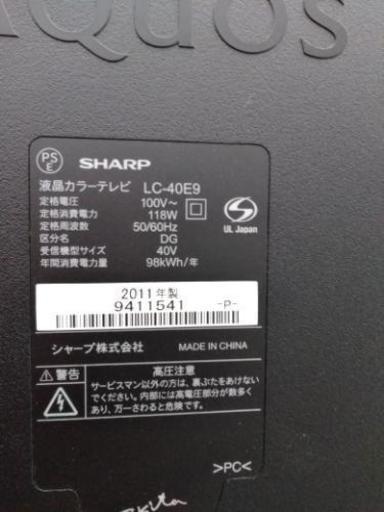 AQUOS
PS
E
SHARP
液晶カラーテレビ LC-40E9
定格電圧 100V～
定格消費電力 118W
定格周波数 50/60Hz
区分名 DG
受信機型サイズ 40V
年間消費電力量 98kWh/年
S
UL Japan
2011年製
9411541 -P-
シャープ株式会社 MADE IN CHINA
⚠警告
高圧注意
サービスマン以外の方は、裏ぶたをあけない
でください。内部には高電圧部分が数多く
あり、万一さわると危険です。
>PC<